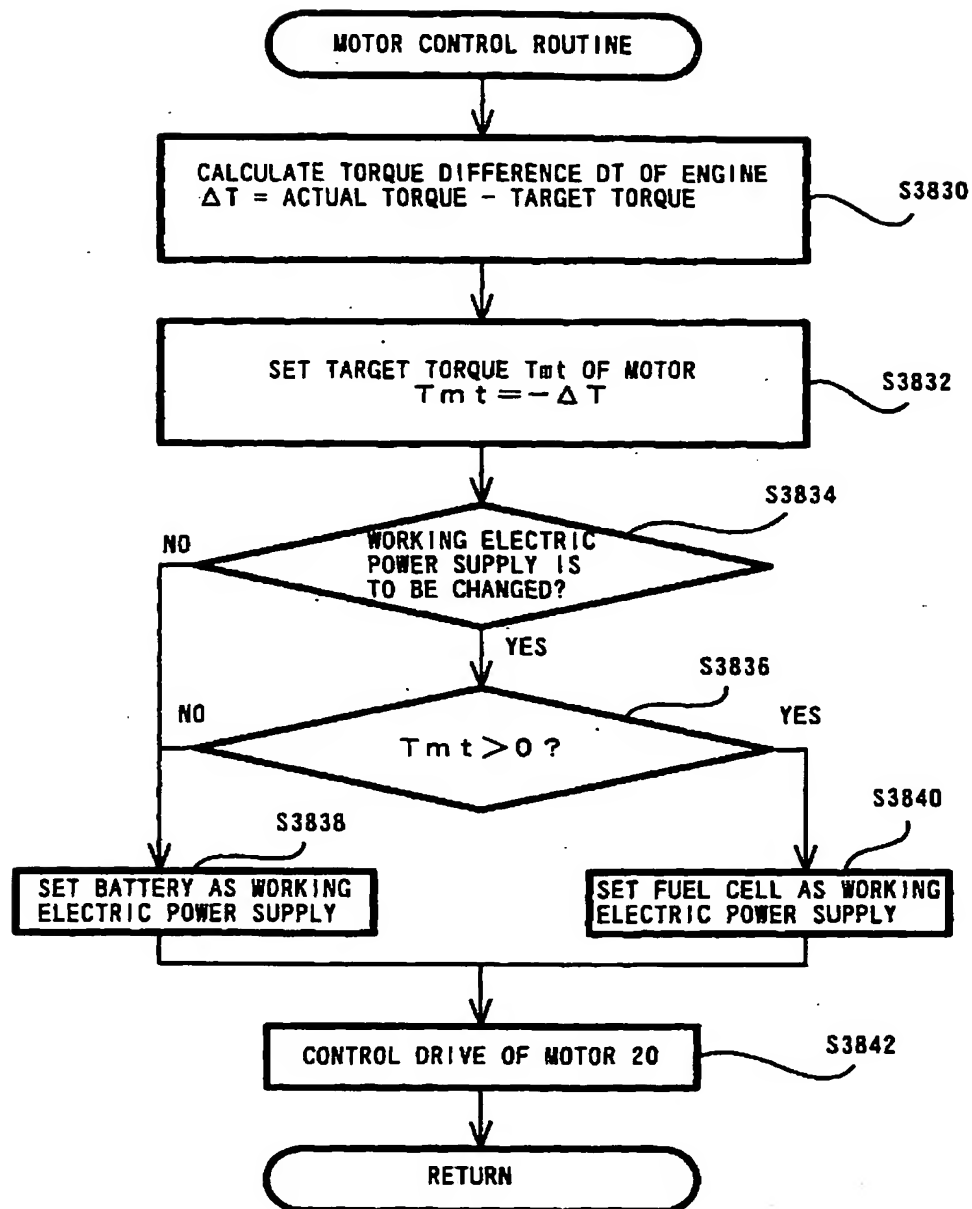 MOTOR CONTROL ROUTINE
CALCULATE TORQUE DIFFERENCE DT OF ENGINE
ΔT = ACTUAL TORQUE - TARGET TORQUE
S3830
SET TARGET TORQUE Tmt OF MOTOR
Tmt=-ΔT
S3832
S3834
NO
WORKING ELECTRIC
POWER SUPPLY IS
TO BE CHANGED?
YES
S3836
NO
YES
Tmt>0?
S3838
S3840
SET BATTERY AS WORKING
ELECTRIC POWER SUPPLY
SET FUEL CELL AS WORKING
ELECTRIC POWER SUPPLY
CONTROL DRIVE OF MOTOR 20
S3842
RETURN